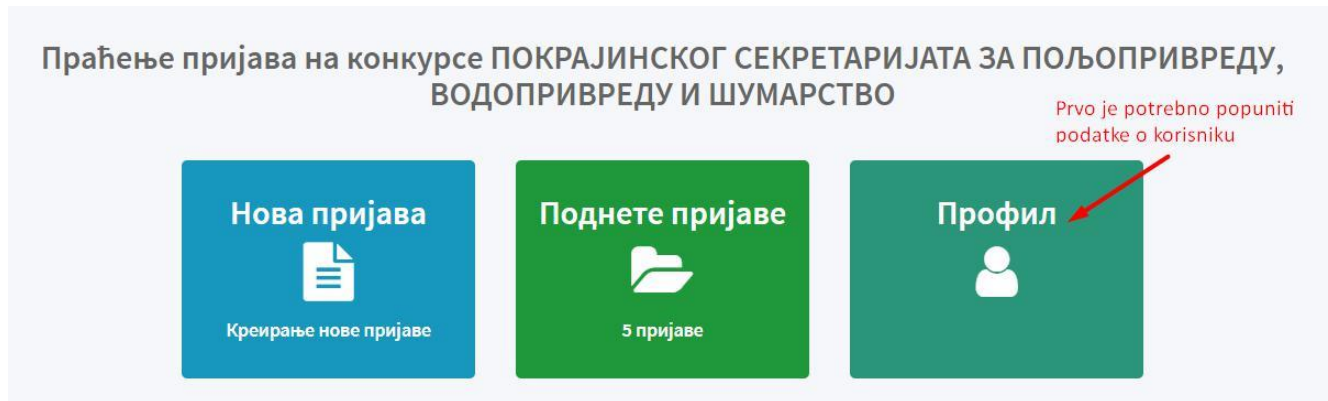 Праћење пријава на конкурсе ПОКРАЈИНСКОГ СЕКРЕТАРИЈАТА ЗА ПОЉОПРИВРЕДУ,
ВОДОПРИВРЕДУ И ШУМАРСТВО
Prvo je potrebno popuniti
podatke o korisniku
Нова пријава
Креирање нове пријаве
Поднете пријаве
5 пријаве
Профил